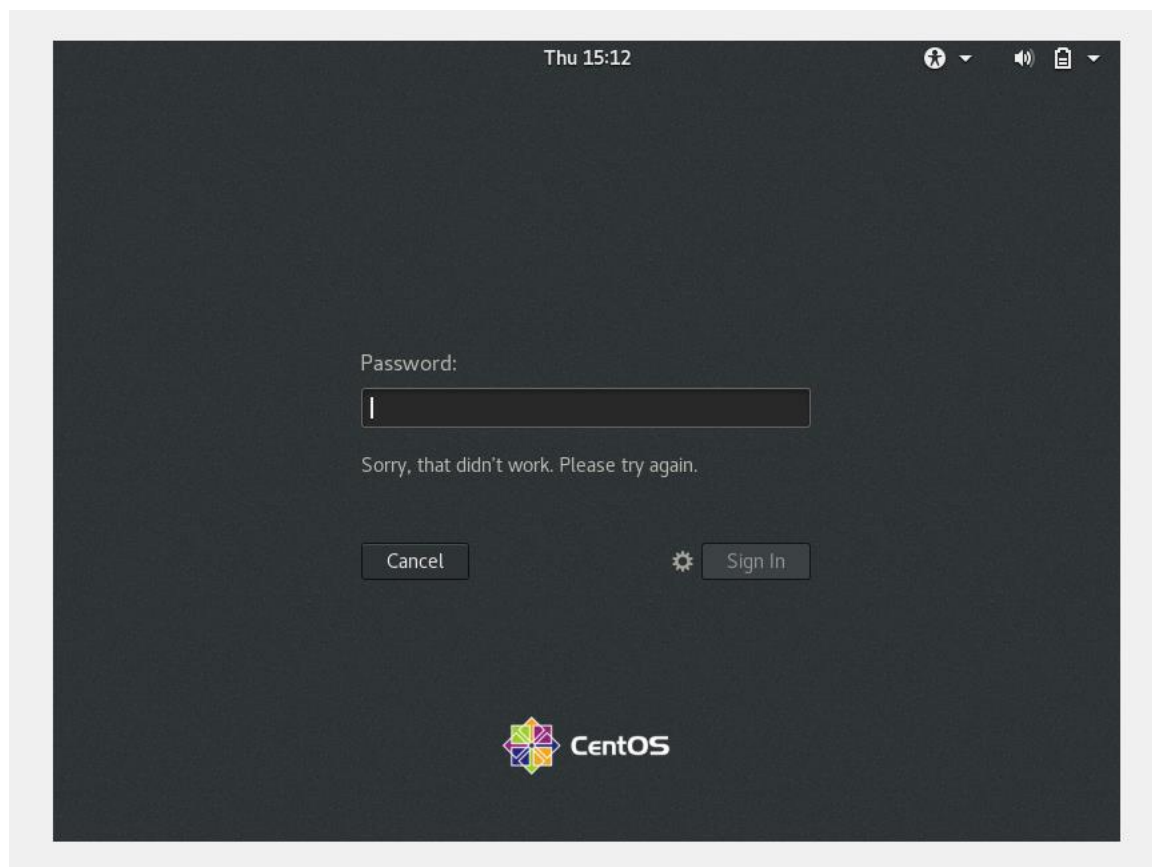 Thu 15:12
Password:
Sorry, that didn't work. Please try again.
Cancel
Sign In
CentOS